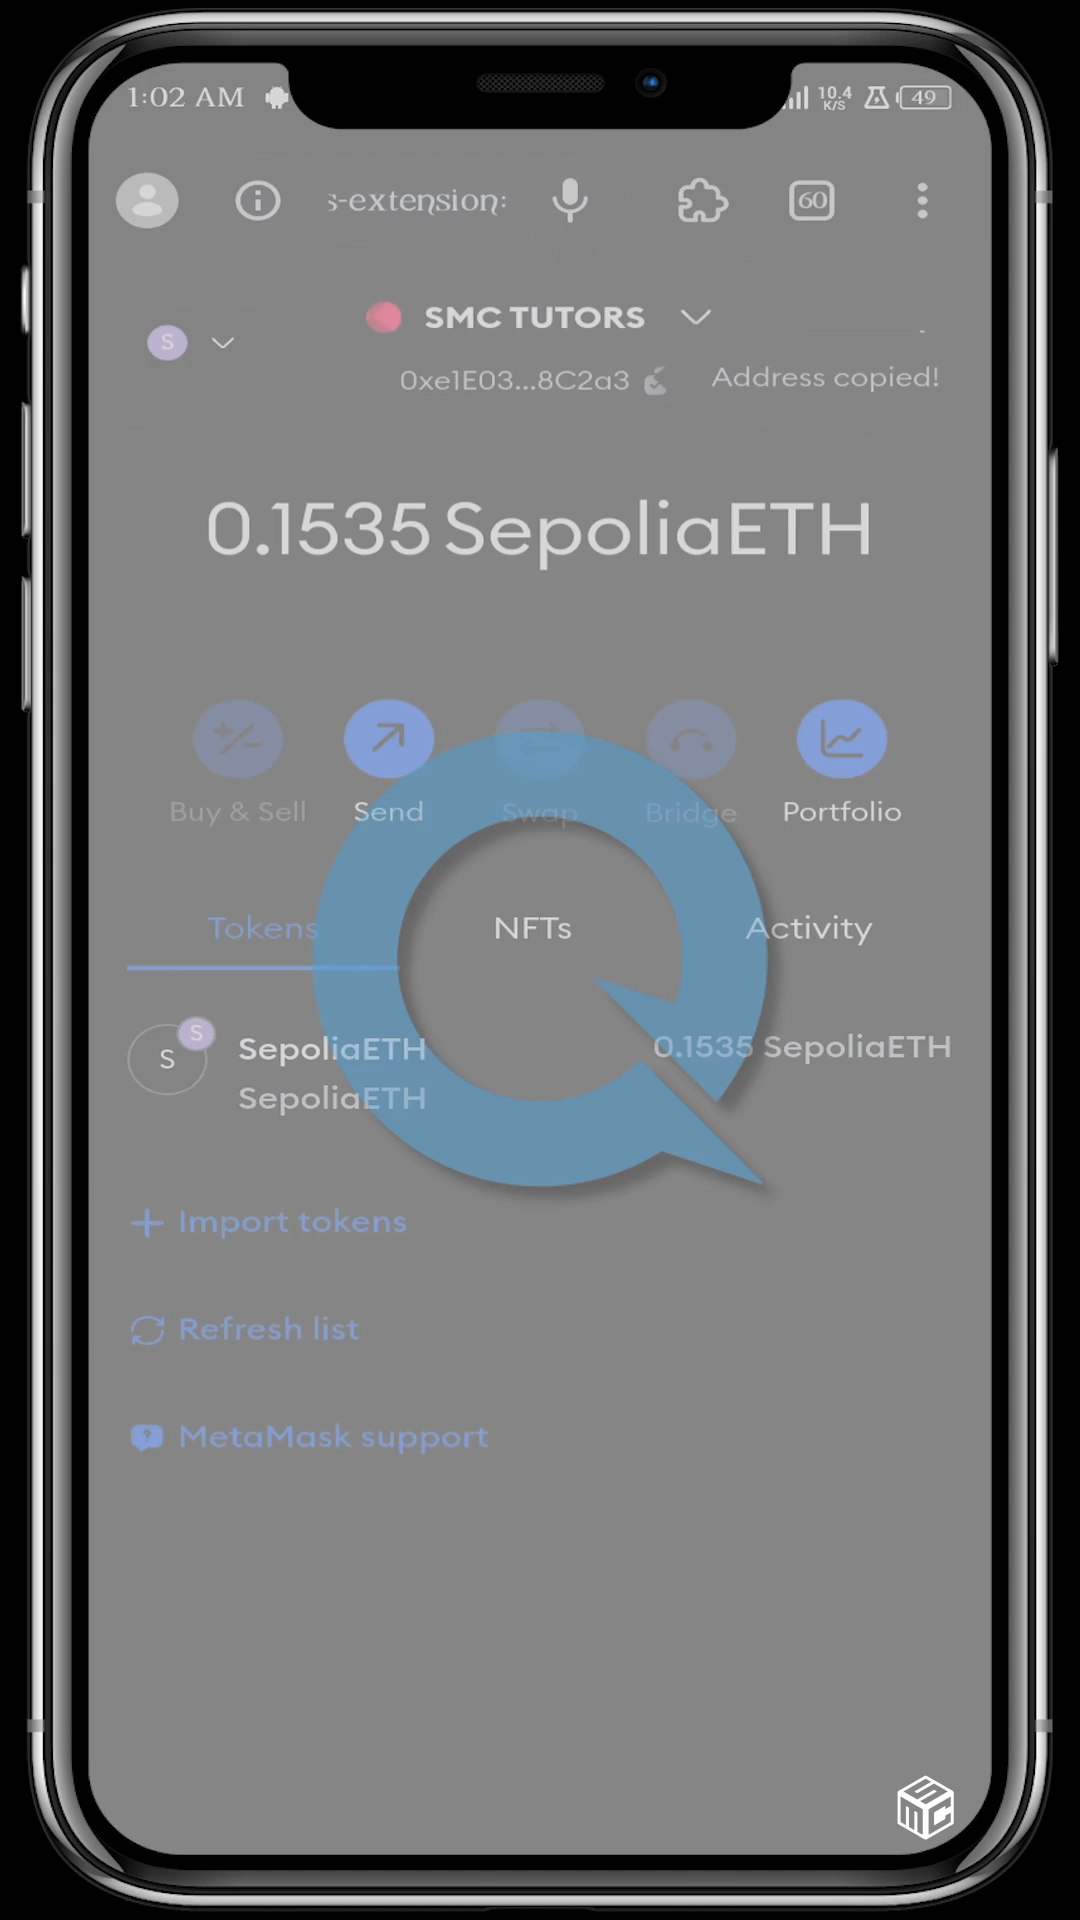 1:02 AM 10.4 K/S 49
s-extension: 60
SMC TUTORS
S
0xe1E03...8C2a3 Address copied!
0.1535 SepoliaETH
Buy & Sell Send Swap Bridge Portfolio
Tokens NFTs Activity
S
S SepoliaETH 0.1535 SepoliaETH
SepoliaETH
Import tokens
Refresh list
MetaMask support
SMC